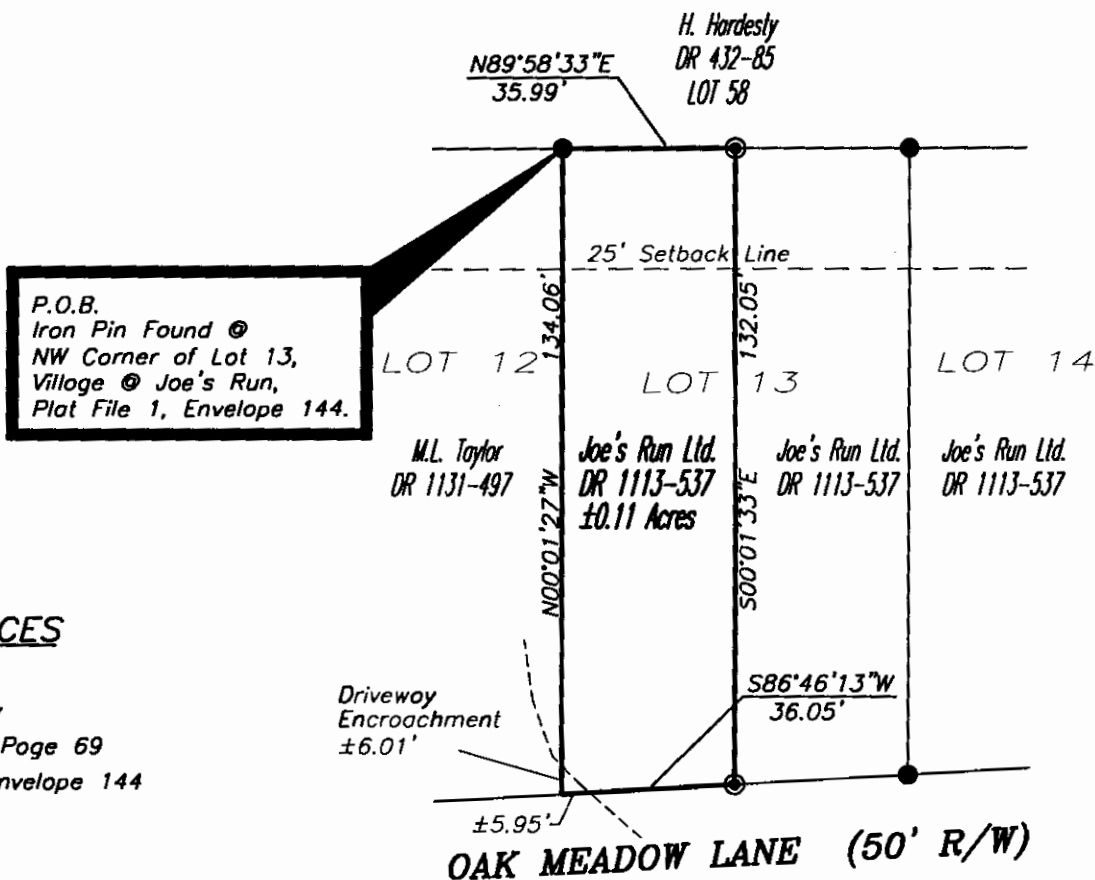 H. Hardesty
DR 432-85
LOT 58
N89°58'33"E
35.99'
25' Setback Line
P.O.B.
Iron Pin Found @
NW Corner of Lot 13,
Village @ Joe's Run,
Plat File 1, Envelope 144.
LOT 12
134.06'
LOT 13
132.05'
LOT 14
M.L. Taylor
DR 1131-497
Joe's Run Ltd.
DR 1113-537
±0.11 Acres
Joe's Run Ltd.
DR 1113-537
Joe's Run Ltd.
DR 1113-537
N00°01'27"W
S00°01'33"E
CES
Page 69
nvelope 144
Driveway
Encroachment
±6.01'
S86°46'13"W
36.05'
±5.95'
OAK MEADOW LANE (50' R/W)